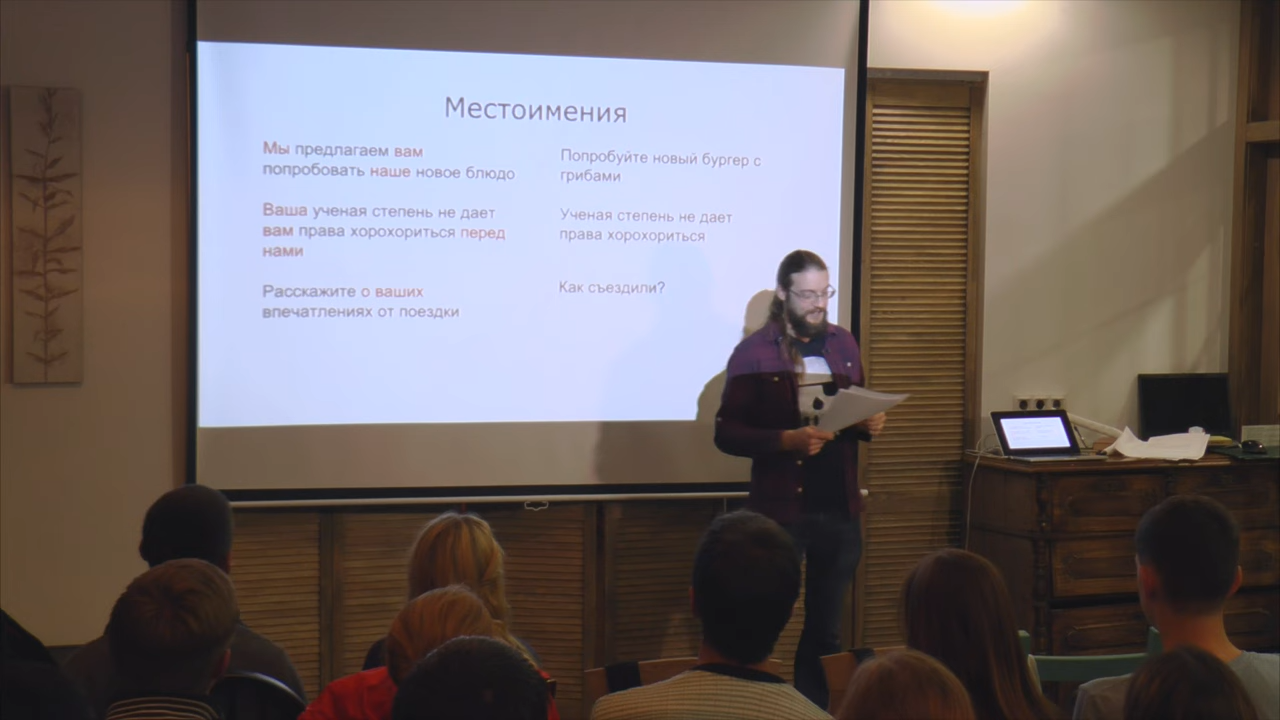 Местоимения
Мы предлагаем вам
попробовать наше новое блюдо
Попробуйте новый бургер с
грибами
Ваша ученая степень не дает
вам права хорохориться перед
нами
Ученая степень не дает
права хорохориться
Расскажите о ваших
впечатлениях от поездки
Как съездили?